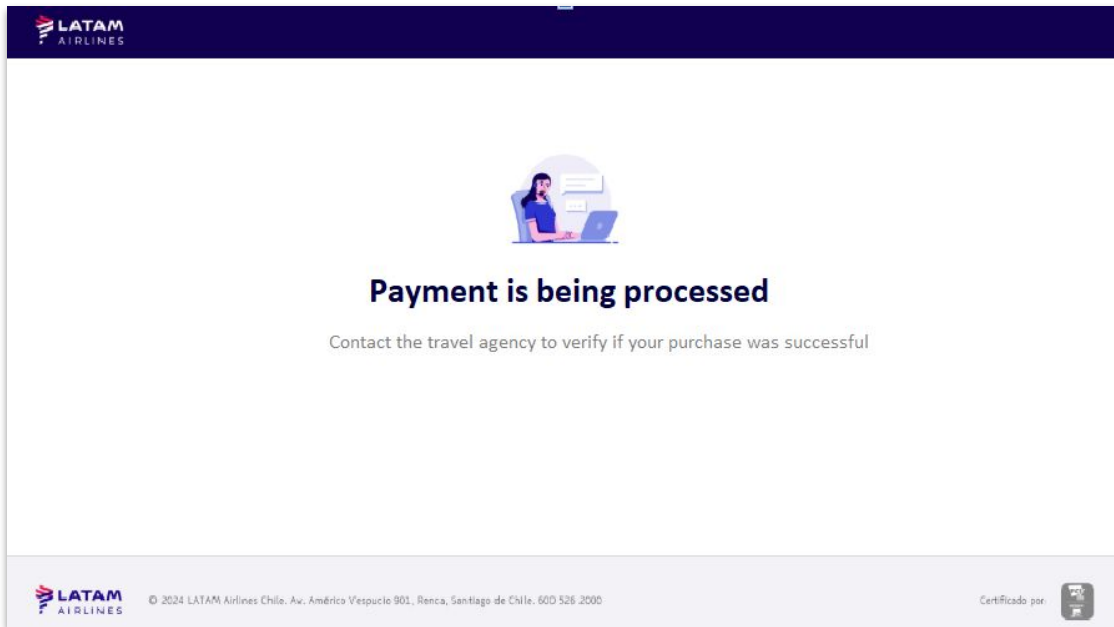 LATAM
AIRLINES
Payment is being processed
Contact the travel agency to verify if your purchase was successful
LATAM
AIRLINES
© 2024 LATAM Airlines Chile. Av. Américo Vespucio 901, Renca, Santiago de Chile. 600 526 2000
Certificado por